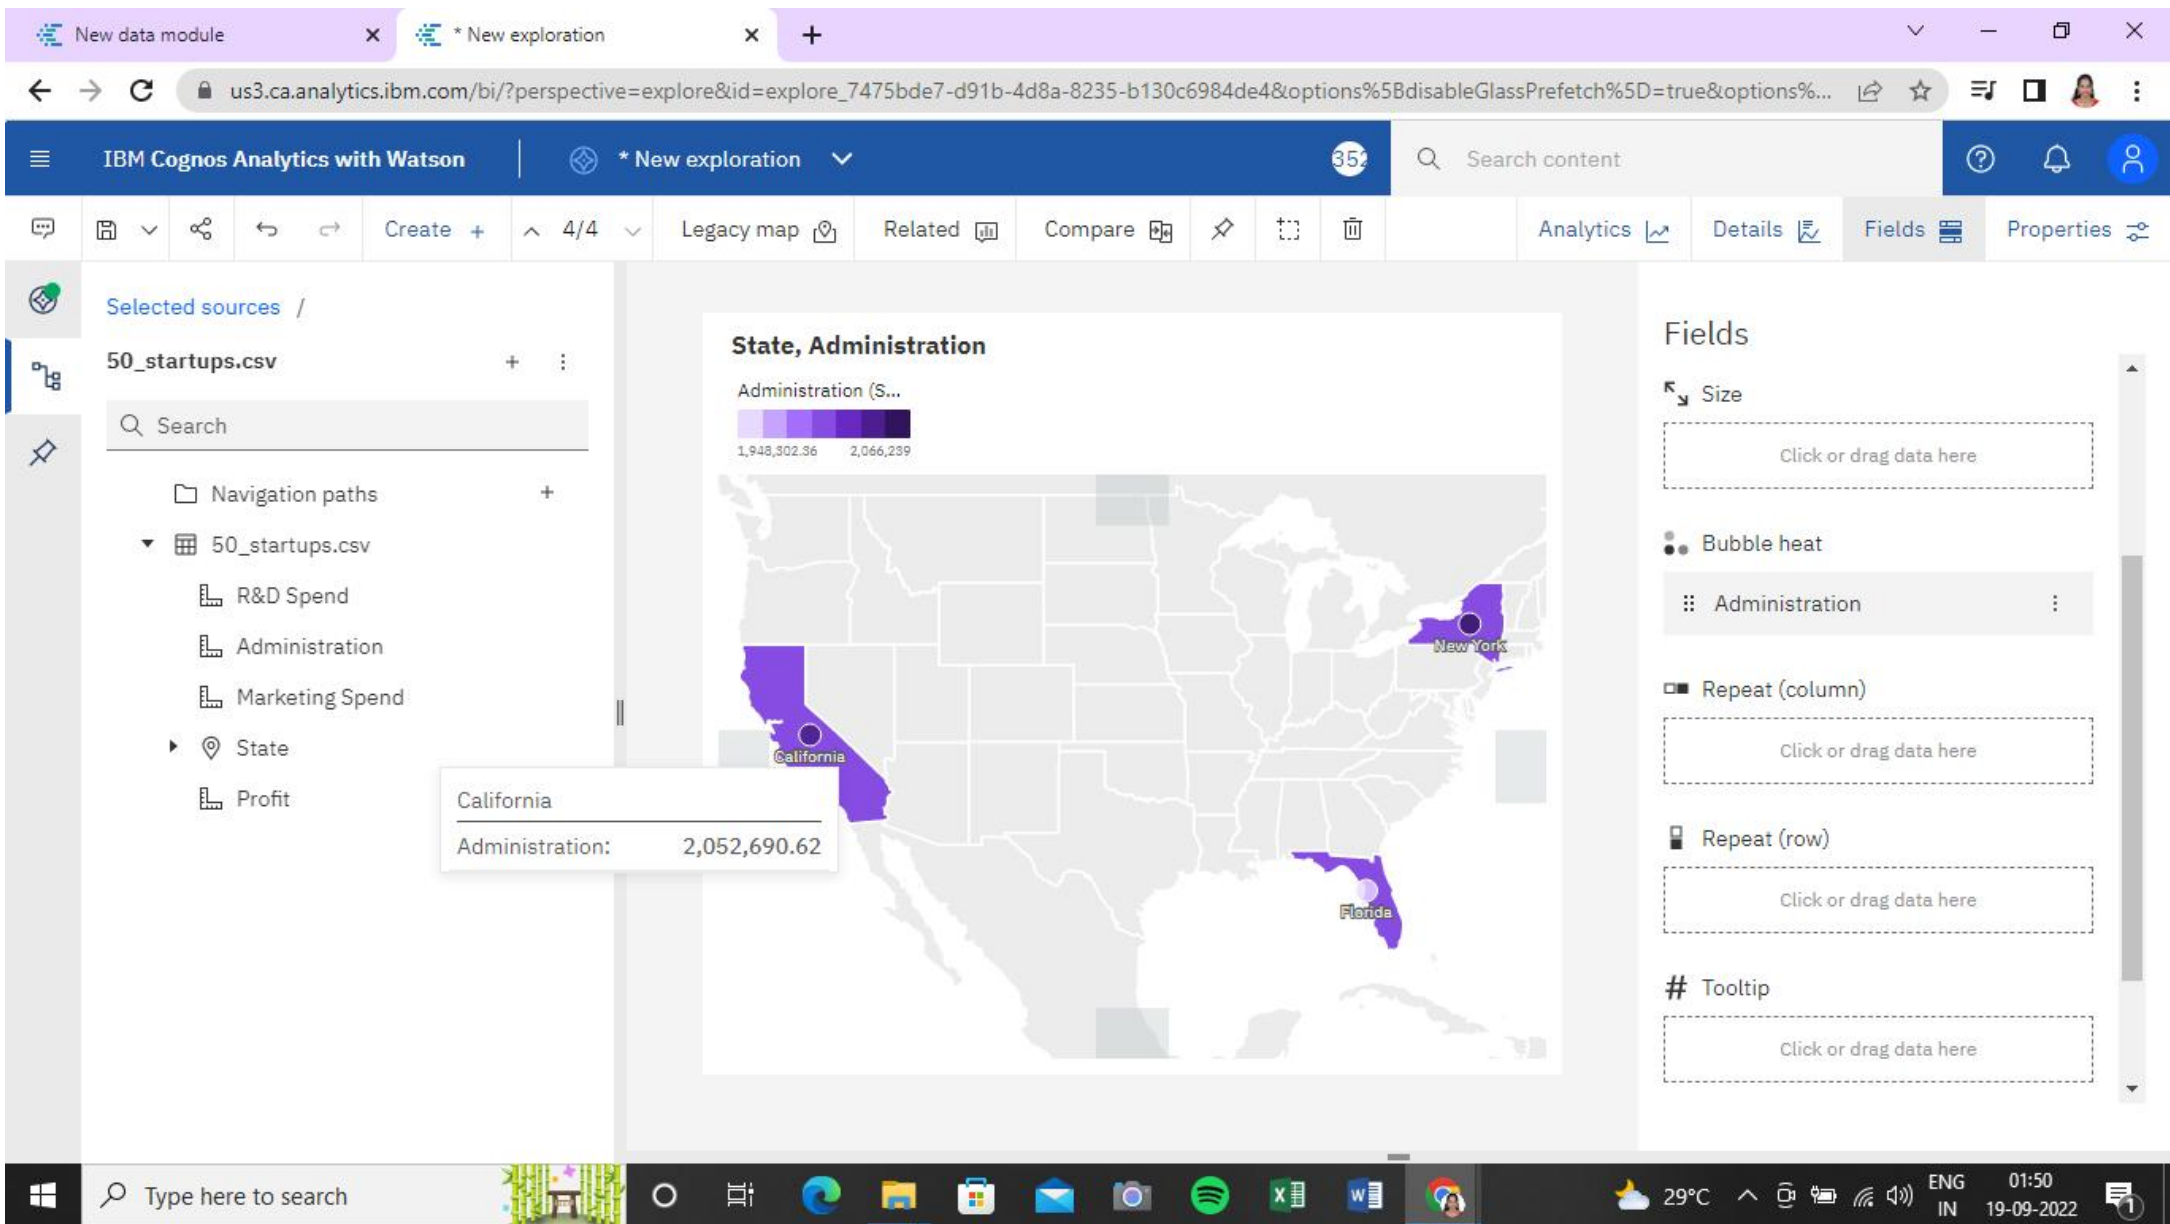 New data module
* New exploration
us3.ca.analytics.ibm.com/bi/?perspective=explore&id=explore_7475bde7-d91b-4d8a-8235-b130c6984de4&options%5BdisableGlassPrefetch%5D=true&options%...
IBM Cognos Analytics with Watson
* New exploration
352
Search content
Create +
4/4
Legacy map
Related
Compare
Analytics
Details
Fields
Properties
Selected sources /
50_startups.csv
Search
Navigation paths
50_startups.csv
R&D Spend
Administration
Marketing Spend
State
Profit
State, Administration
Administration (S...
1,948,302.36 2,066,239
New York
California
Florida
California
Administration: 2,052,690.62
Fields
Size
Click or drag data here
Bubble heat
Administration
Repeat (column)
Click or drag data here
Repeat (row)
Click or drag data here
# Tooltip
Click or drag data here
Type here to search
29°C
ENG
IN
01:50
19-09-2022
1